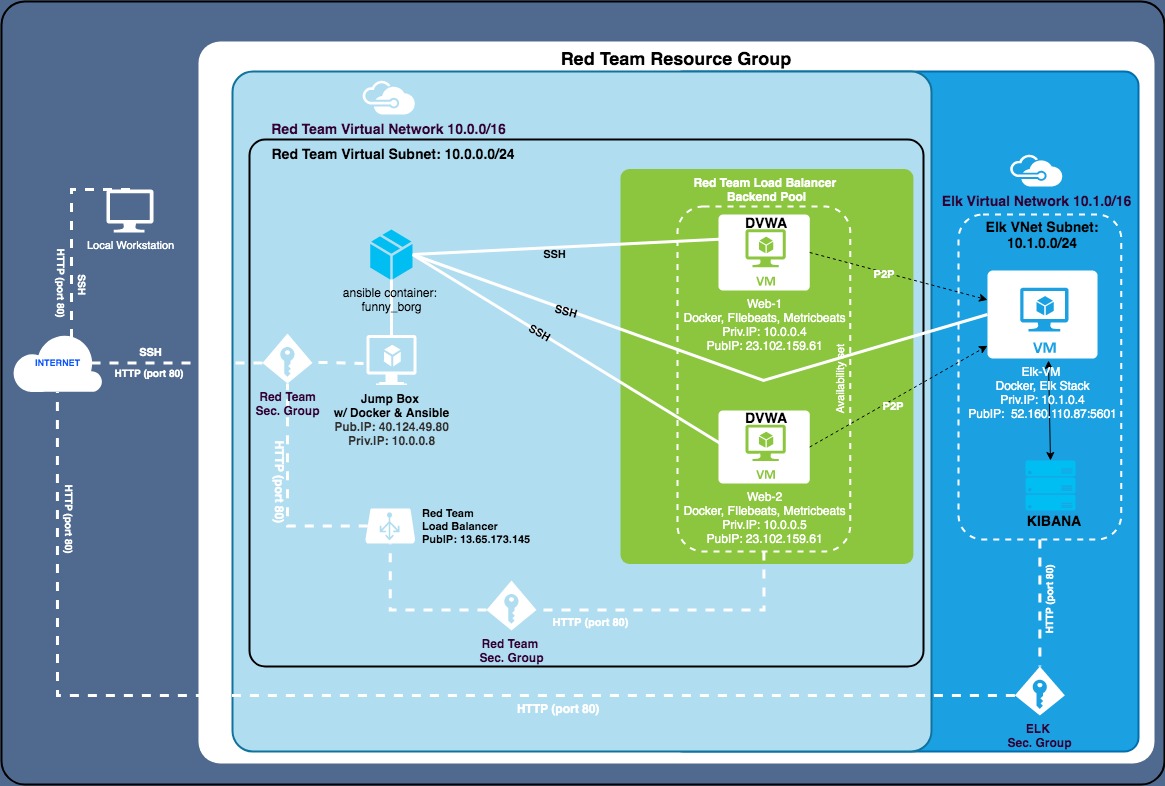 Red Team Resource Group
Red Team Virtual Network 10.0.0/16
Red Team Virtual Subnet: 10.0.0.0/24
Local Workstation
HTTP (port 80)
SSH
INTERNET
SSH
HTTP (port 80)
HTTP (port 80)
ansible container:
funny_borg
Red Team
Sec. Group
Jump Box
w/ Docker & Ansible
Pub.IP: 40.124.49.80
Priv.IP: 10.0.0.8
HTTP (port 80)
Red Team
Load Balancer
PubIP: 13.65.173.145
Red Team
Sec. Group
HTTP (port 80)
SSH
SSH
SSH
Red Team Load Balancer
Backend Pool
DVWA
VM
Web-1
Docker, FIlebeats, Metricbeats
Priv.IP: 10.0.0.4
PubIP: 23.102.159.61
Availability set
DVWA
VM
Web-2
Docker, FIlebeats, Metricbeats
Priv.IP: 10.0.0.5
PubIP: 23.102.159.61
P2P
P2P
Elk Virtual Network 10.1.0/16
Elk VNet Subnet:
10.1.0.0/24
VM
Elk-VM
Docker, Elk Stack
Priv.IP: 10.1.0.4
PubIP: 52.160.110.87:5601
KIBANA
HTTP (port 80)
ELK
Sec. Group
HTTP (port 80)